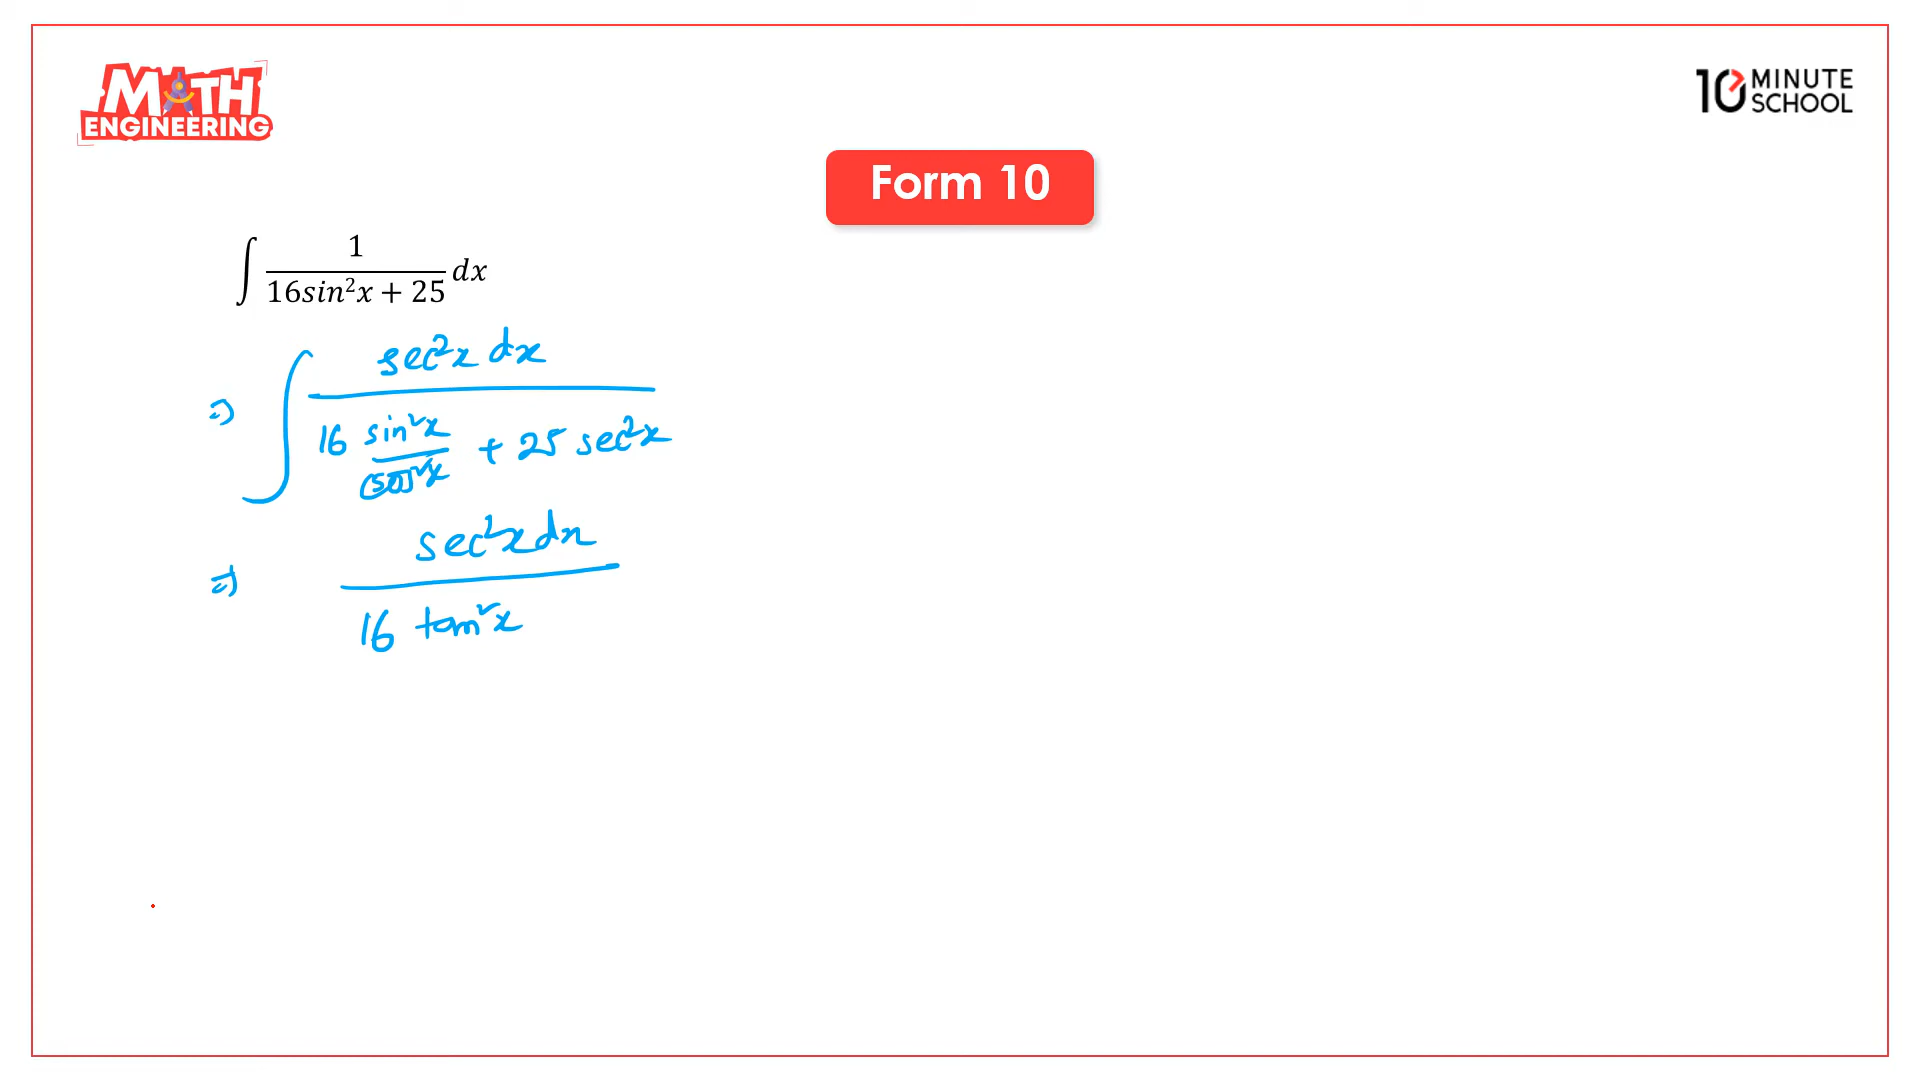 MATH
ENGINEERING
10 MINUTE
SCHOOL
Form 10
∫ 1/(16sin²x + 25) dx
⇒ ∫ sec²x dx / (16 sin²x/cos²x + 25 sec²x)
⇒ sec²x dx / 16 tan²x